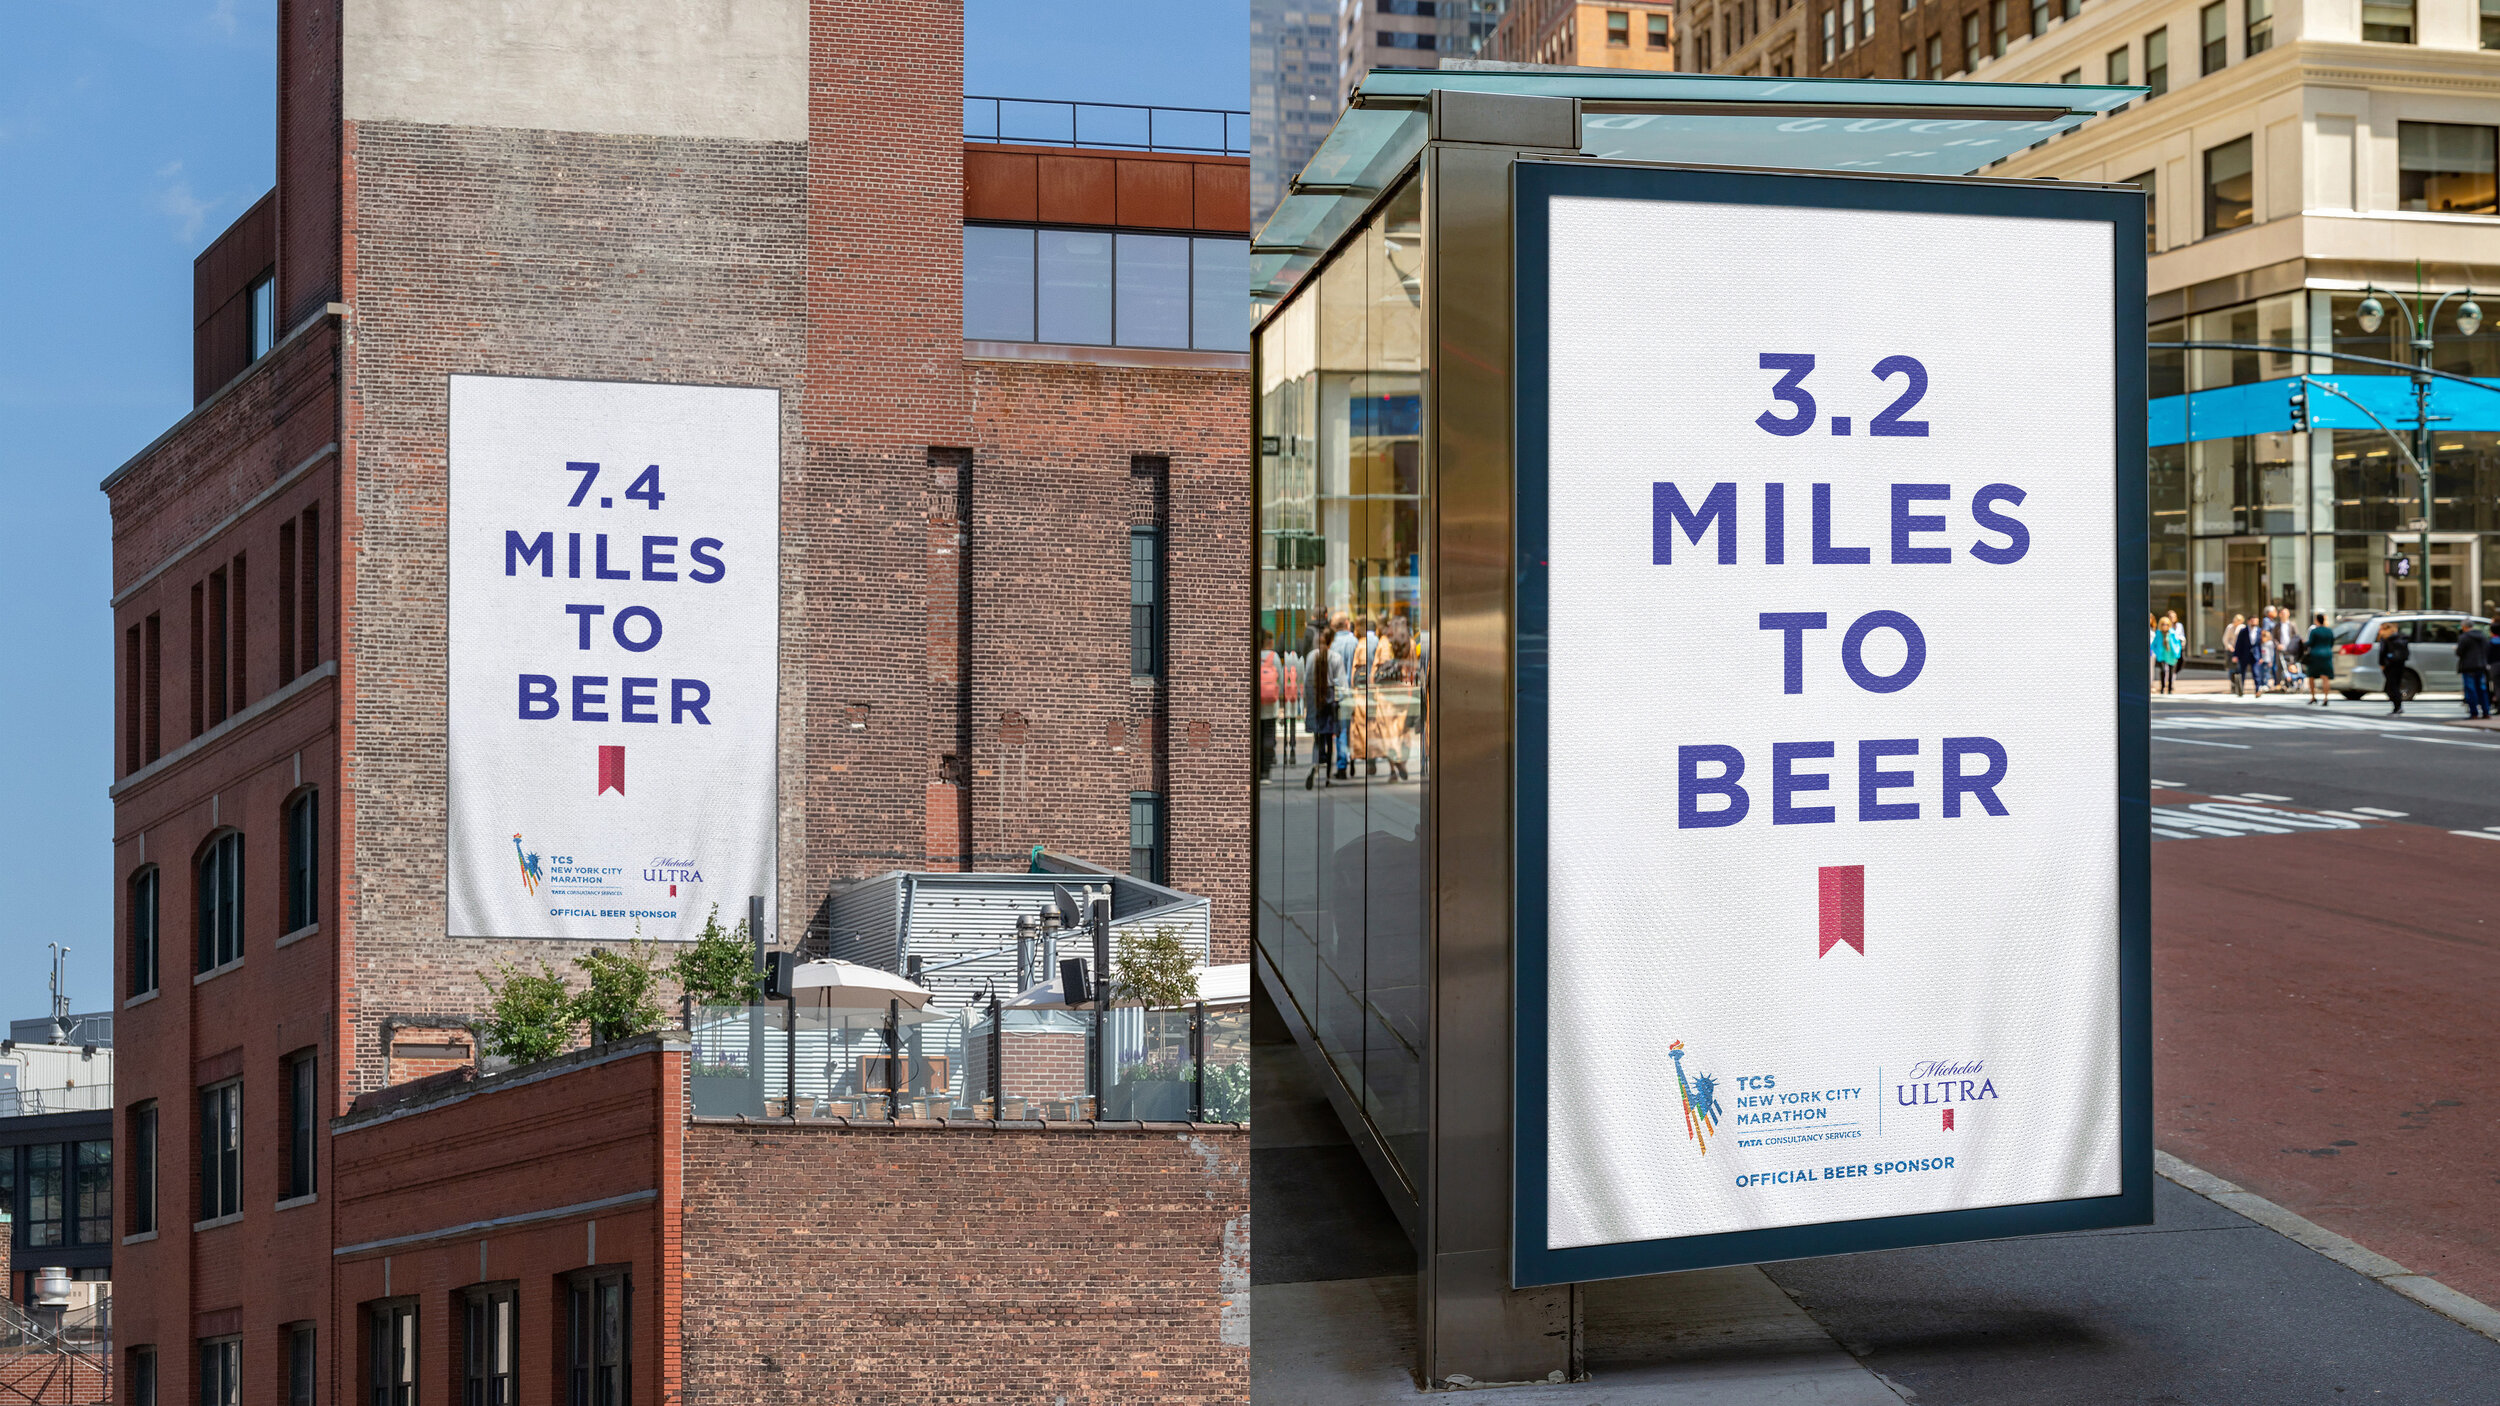 7.4
MILES
TO
BEER
TCS
NEW YORK CITY
MARATHON
TATA CONSULTANCY SERVICES
Michelob
ULTRA
OFFICIAL BEER SPONSOR
3.2
MILES
TO
BEER
TCS
NEW YORK CITY
MARATHON
TATA CONSULTANCY SERVICES
Michelob
ULTRA
OFFICIAL BEER SPONSOR